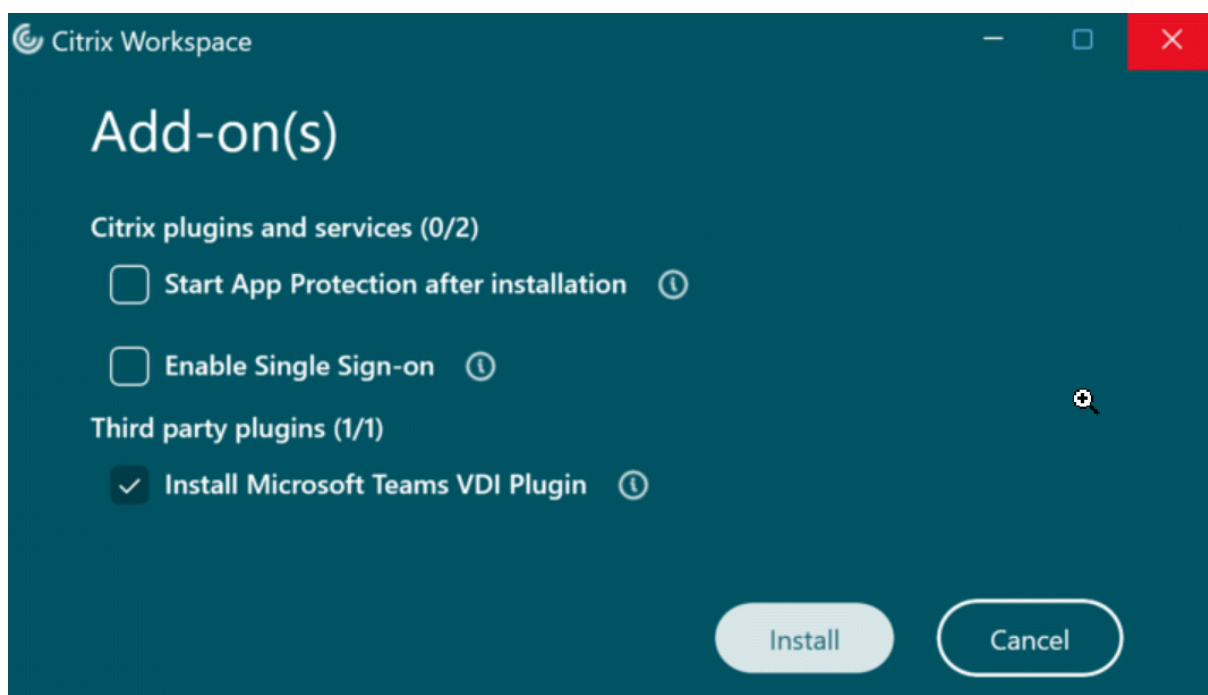 Citrix Workspace
Add-on(s)
Citrix plugins and services (0/2)
Start App Protection after installation
Enable Single Sign-on
Third party plugins (1/1)
Install Microsoft Teams VDI Plugin
Install Cancel